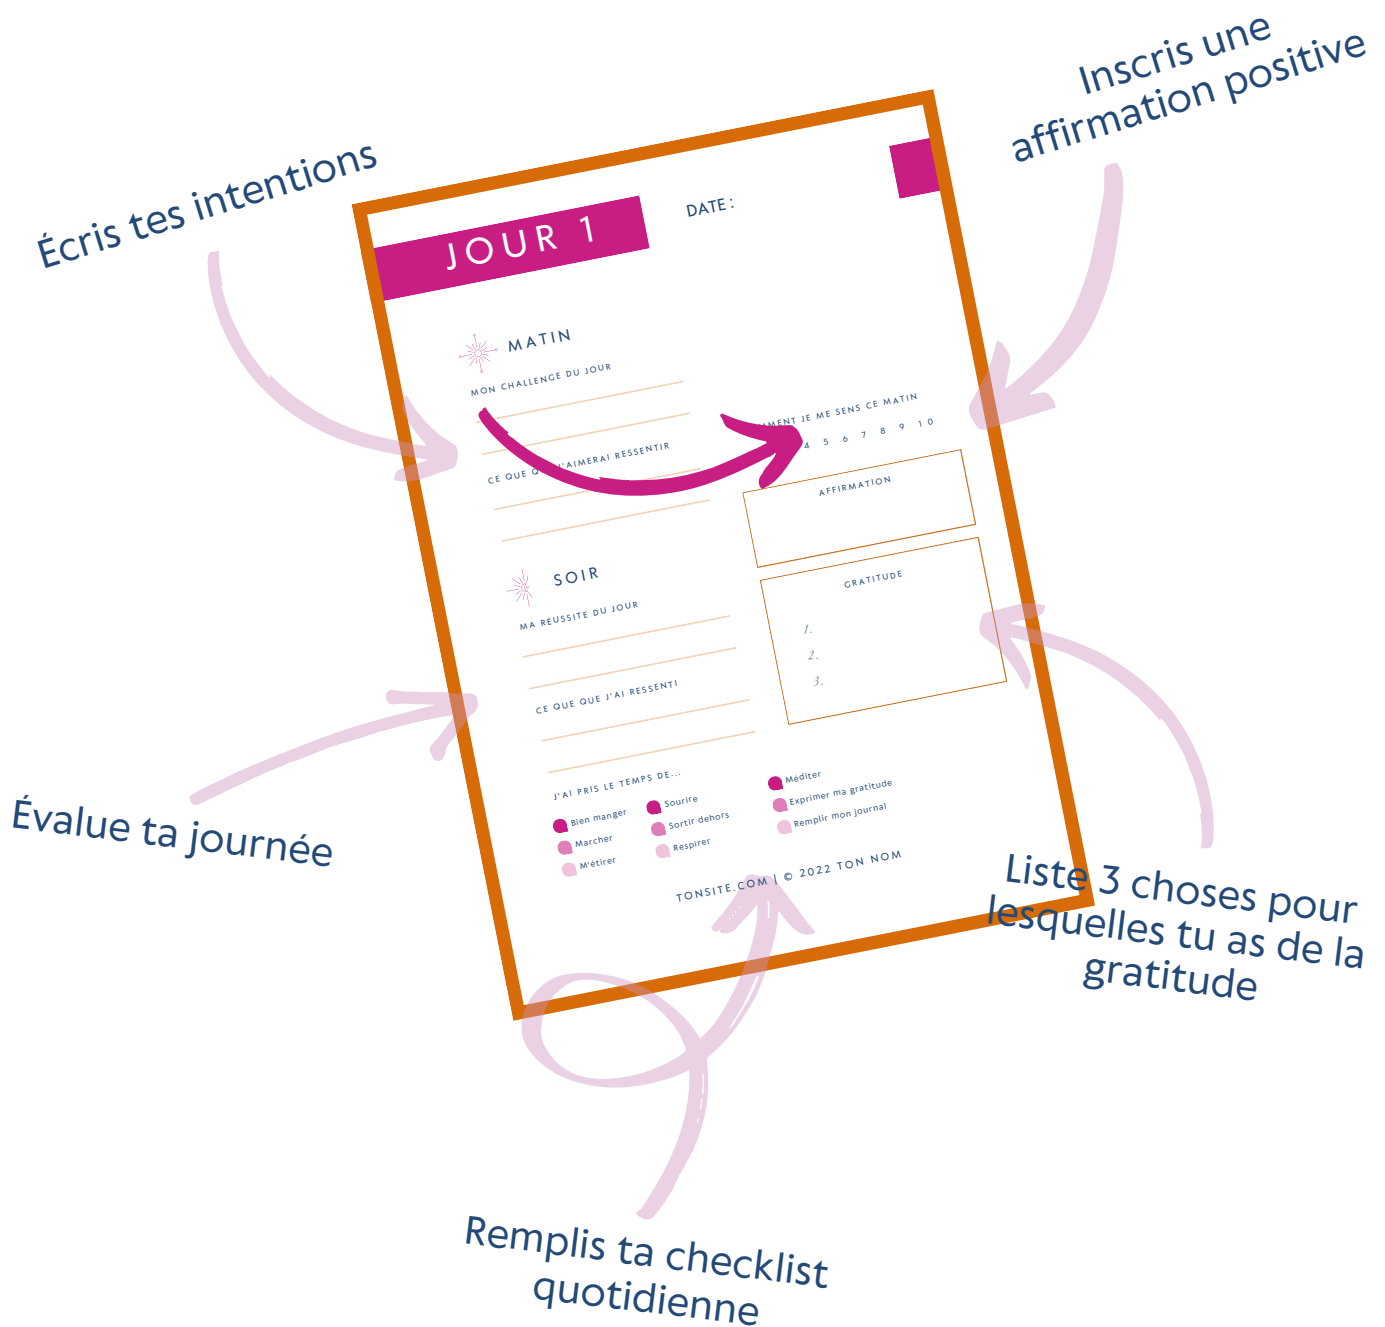 Inscris une
affirmation positive
Écris tes intentions
JOUR 1
DATE :
MATIN
MON CHALLENGE DU JOUR
CE QUE J'AIMERAI RESSENTIR
JE ME SENS CE MATIN
4 5 6 7 8 9 10
AFFIRMATION
GRATITUDE
1.
2.
3.
SOIR
MA REUSSITE DU JOUR
CE QUE QUE J'AI RESSENTI
J'AI PRIS LE TEMPS DE...
Bien manger
Marcher
M'étirer
Sourire
Sortir dehors
Respirer
Méditer
Exprimer ma gratitude
Remplir mon journal
TONSITE.COM | © 2022 TON NOM
Évalue ta journée
Liste 3 choses pour
lesquelles tu as de la
gratitude
Remplis ta checklist
quotidienne